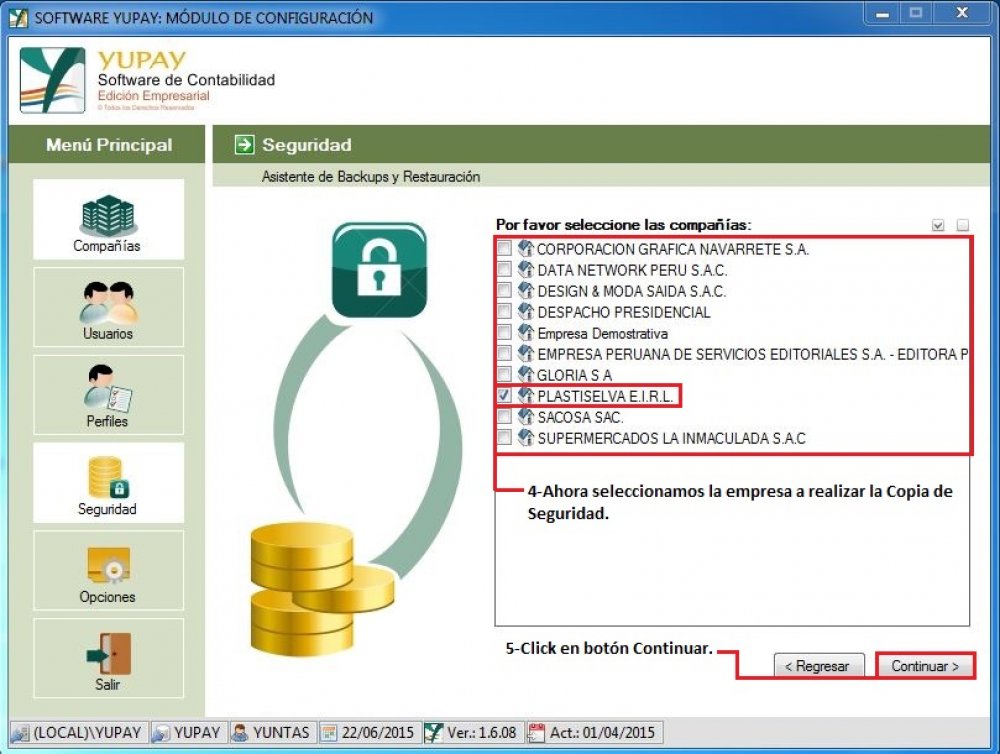 SOFTWARE YUPAY: MÓDULO DE CONFIGURACIÓN
YUPAY
Software de Contabilidad
Edición Empresarial
© Todos los Derechos Reservados
Menú Principal
Seguridad
Asistente de Backups y Restauración
Compañías
Usuarios
Perfiles
Seguridad
Opciones
Salir
Por favor seleccione las compañías:
CORPORACION GRAFICA NAVARRETE S.A.
DATA NETWORK PERU S.A.C.
DESIGN & MODA SAIDA S.A.C.
DESPACHO PRESIDENCIAL
Empresa Demostrativa
EMPRESA PERUANA DE SERVICIOS EDITORIALES S.A. - EDITORA P
GLORIA S A
PLASTISELVA E.I.R.L.
SACOSA SAC.
SUPERMERCADOS LA INMACULADA S.A.C
4-Ahora seleccionamos la empresa a realizar la Copia de
Seguridad.
5-Click en botón Continuar.
< Regresar
Continuar >
(LOCAL)\YUPAY
YUPAY
YUNTAS
22/06/2015
Ver.: 1.6.08
Act.: 01/04/2015